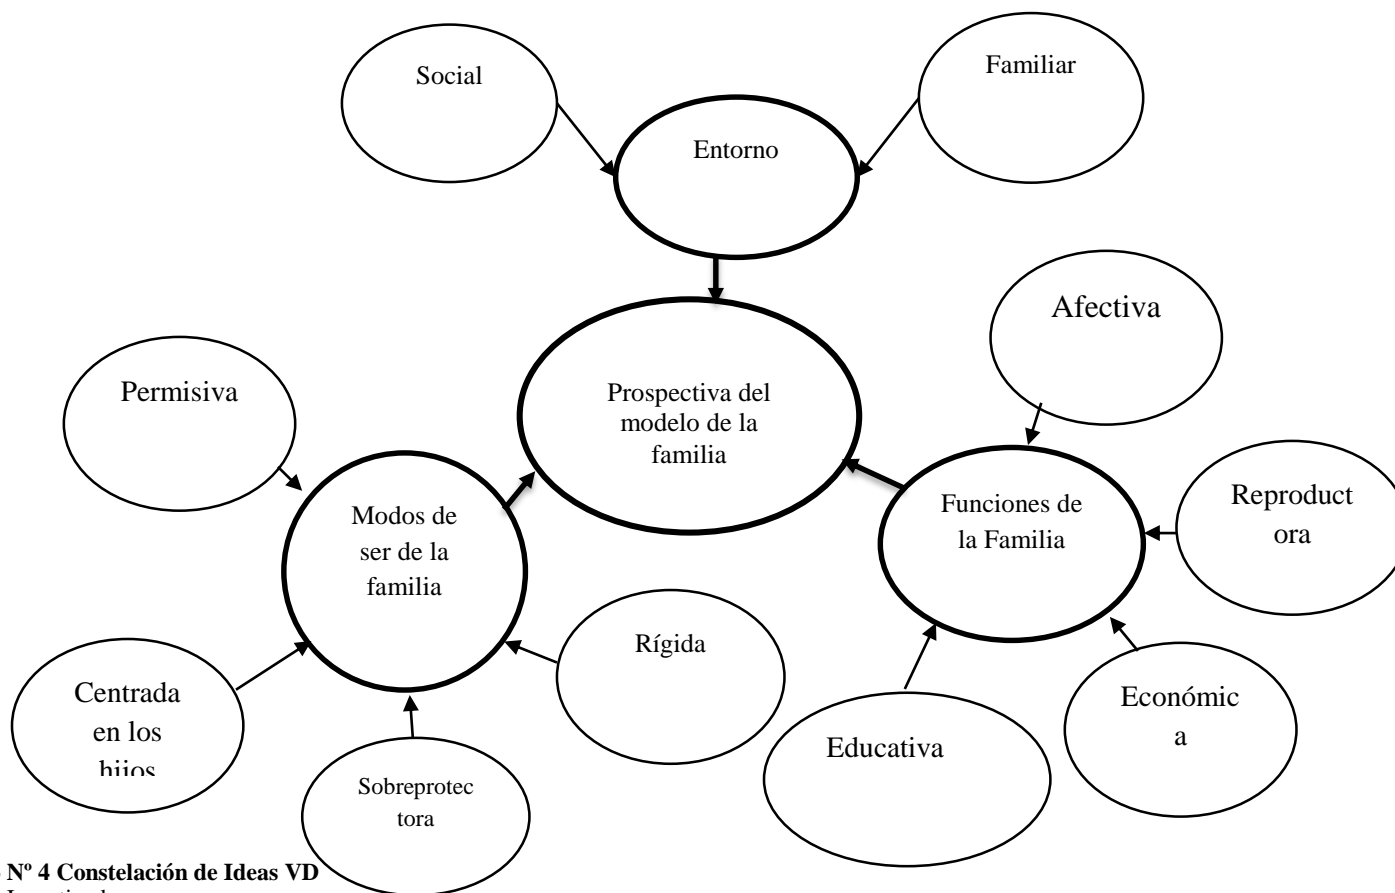 Social
Familiar
Entorno
Afectiva
Prospectiva del
modelo de la
familia
Permisiva
Modos de
ser de la
familia
Funciones de
la Familia
Reproduct
ora
Rígida
Centrada
en los
hijos
Económic
a
Educativa
Sobreprotec
tora
Nº 4 Constelación de Ideas VD